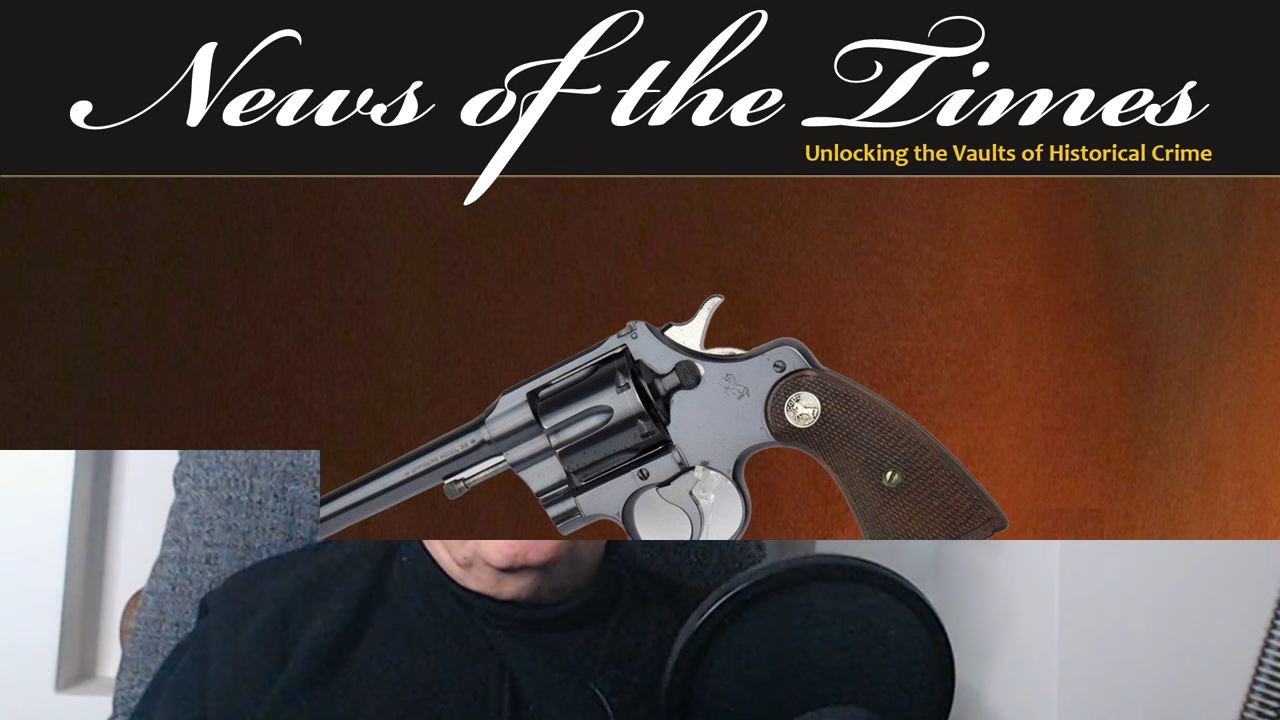 News of the Times
Unlocking the Vaults of Historical Crime